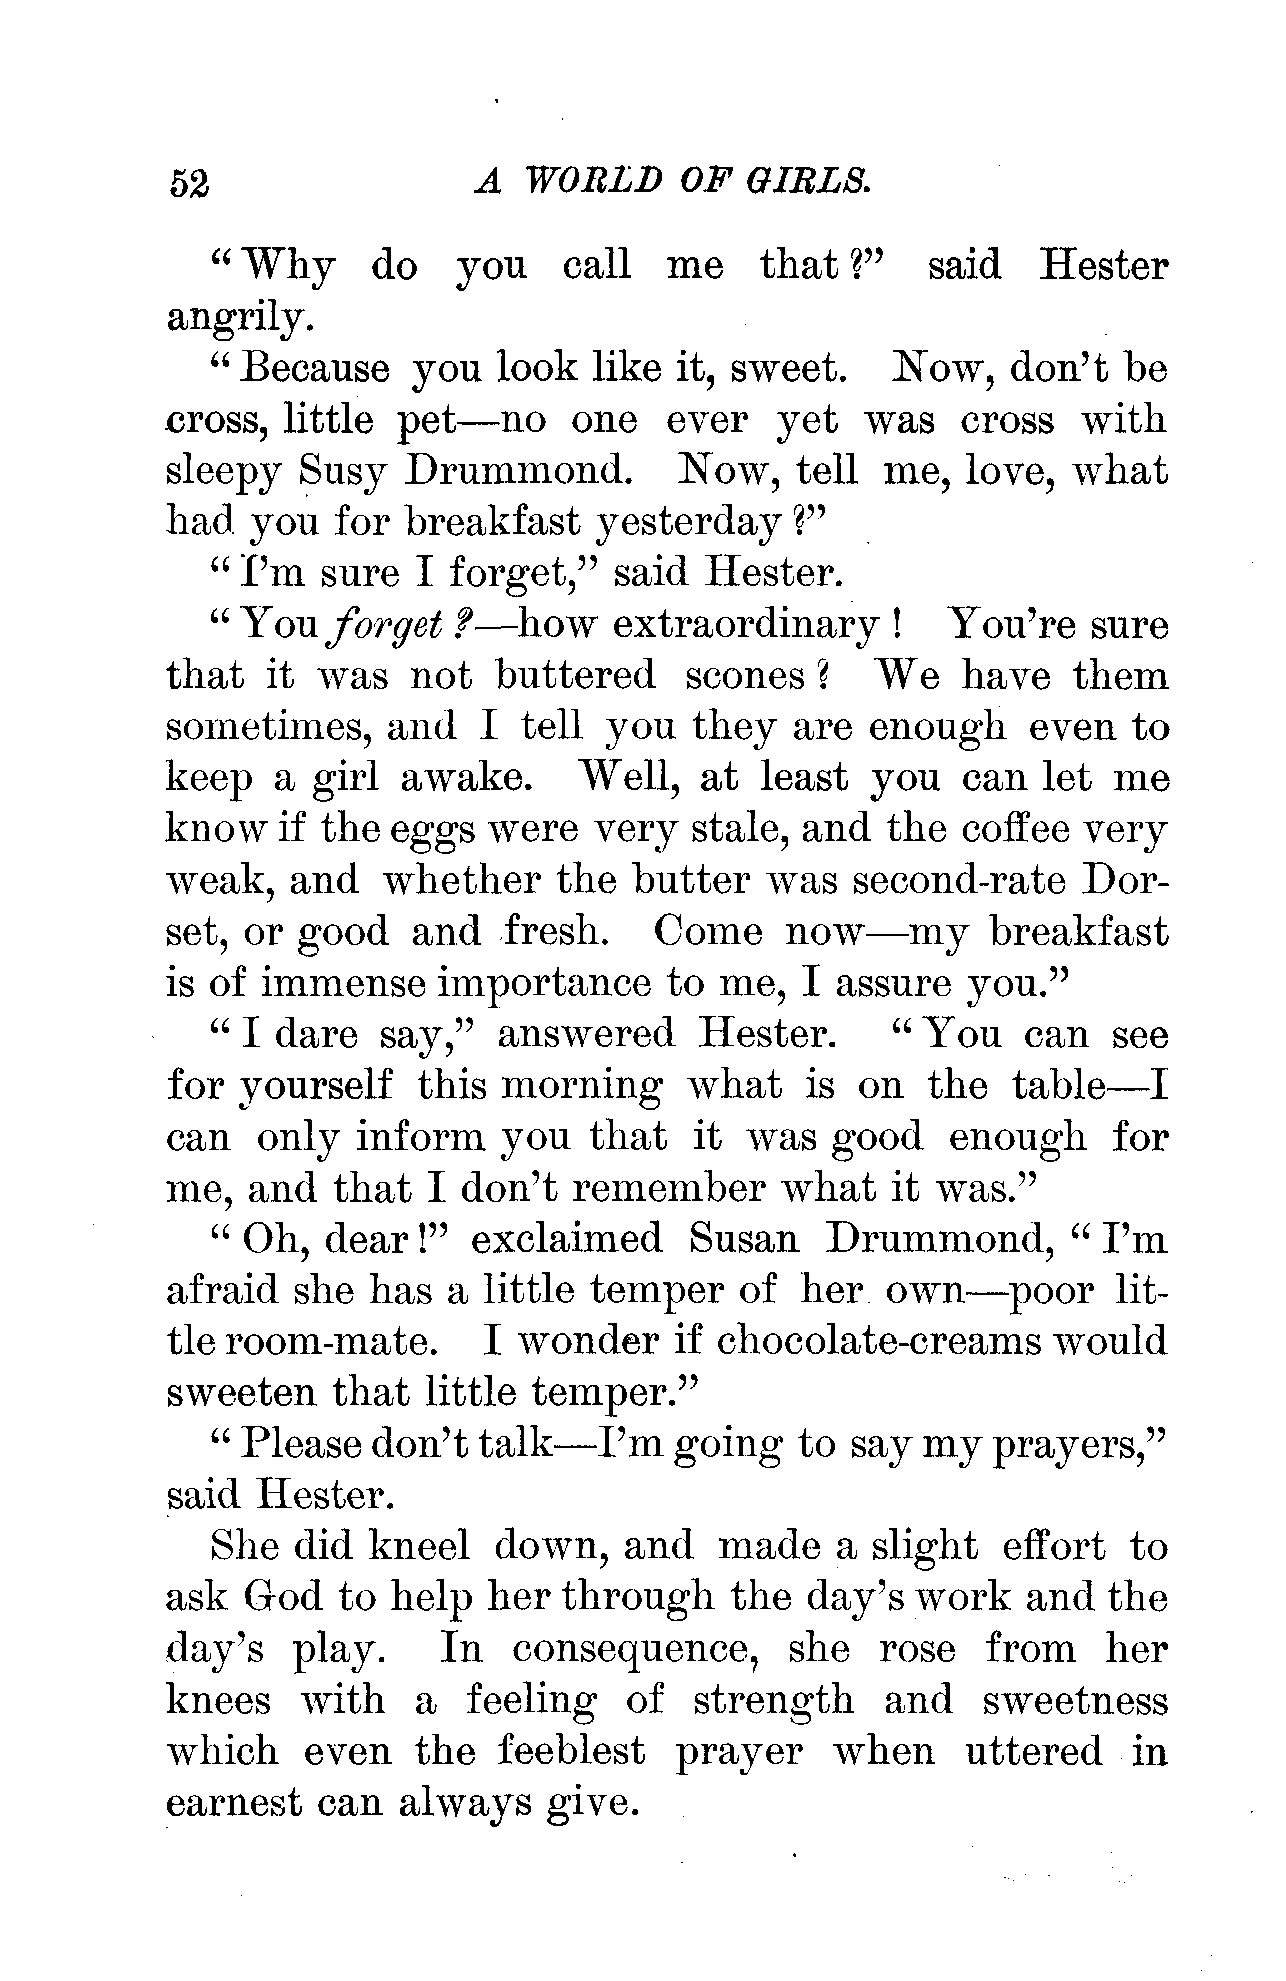 52 A WORLD OF GIRLS.
“Why do you call me that?” said Hester
angrily.
“Because you look like it, sweet. Now, don’t be
cross, little pet—no one ever yet was cross with
sleepy Susy Drummond. Now, tell me, love, what
had you for breakfast yesterday?”
“I’m sure I forget,” said Hester.
“You forget?—how extraordinary! You’re sure
that it was not buttered scones? We have them
sometimes, and I tell you they are enough even to
keep a girl awake. Well, at least you can let me
know if the eggs were very stale, and the coffee very
weak, and whether the butter was second-rate Dor-
set, or good and fresh. Come now—my breakfast
is of immense importance to me, I assure you.”
“I dare say,” answered Hester. “You can see
for yourself this morning what is on the table—I
can only inform you that it was good enough for
me, and that I don’t remember what it was.”
“Oh, dear!” exclaimed Susan Drummond, “I’m
afraid she has a little temper of her own—poor lit-
tle room-mate. I wonder if chocolate-creams would
sweeten that little temper.”
“Please don’t talk—I’m going to say my prayers,”
said Hester.
She did kneel down, and made a slight effort to
ask God to help her through the day’s work and the
day’s play. In consequence, she rose from her
knees with a feeling of strength and sweetness
which even the feeblest prayer when uttered in
earnest can always give.